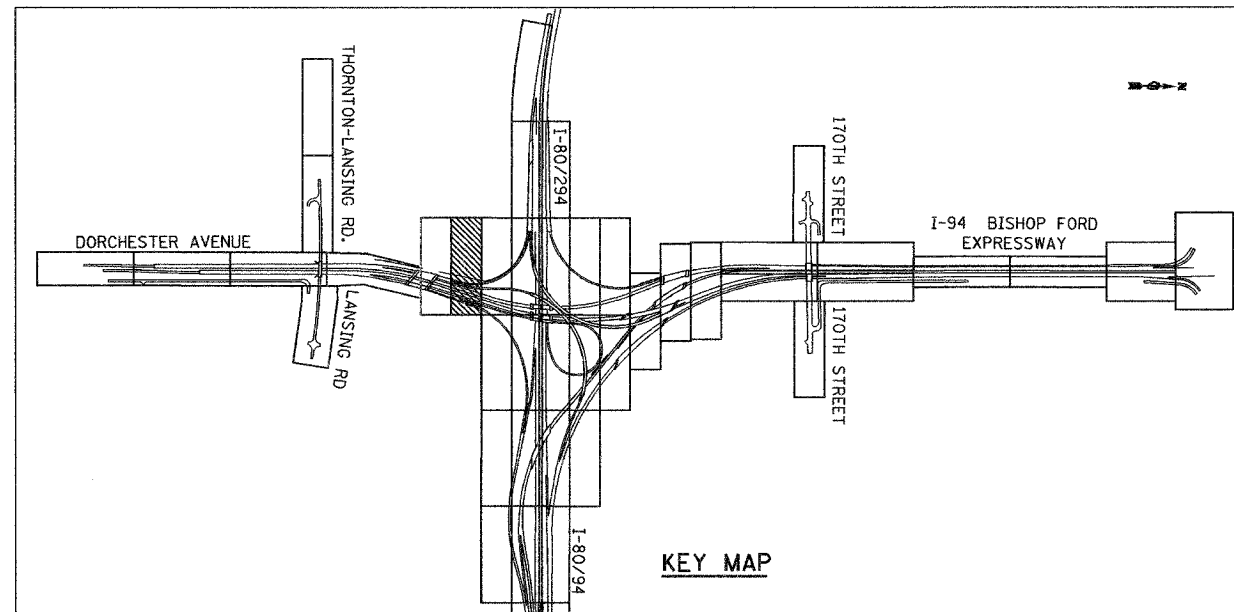 THORNTON-LANSING RD.
I-80/294
170TH STREET
N
I-94 BISHOP FORD
EXPRESSWAY
DORCHESTER AVENUE
LANSING RD
170TH STREET
I-80/94
KEY MAP